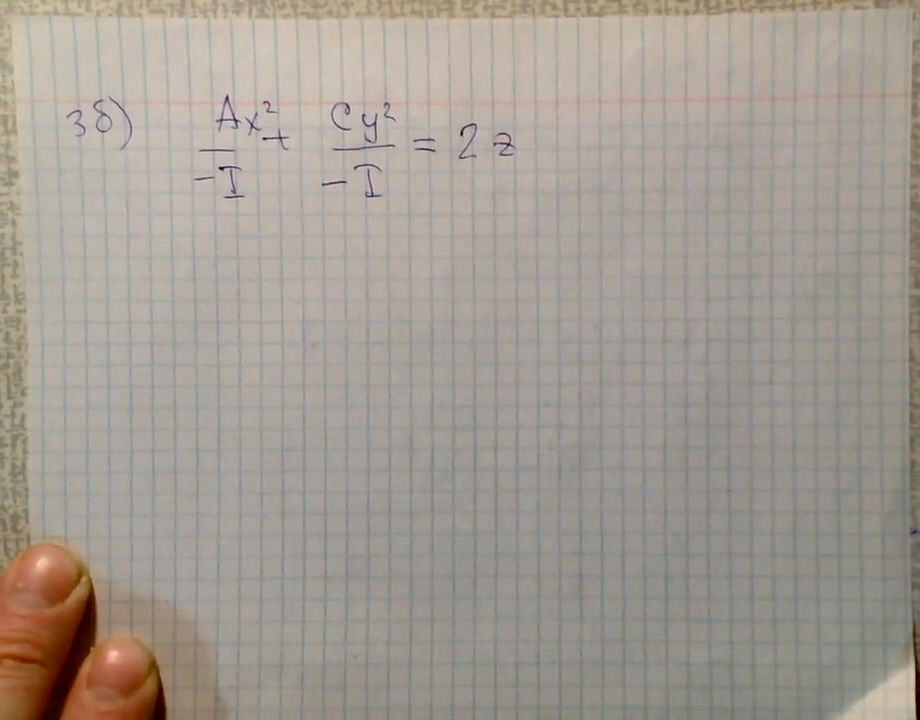 3б) Ax²/-I + Cy²/-I = 2z